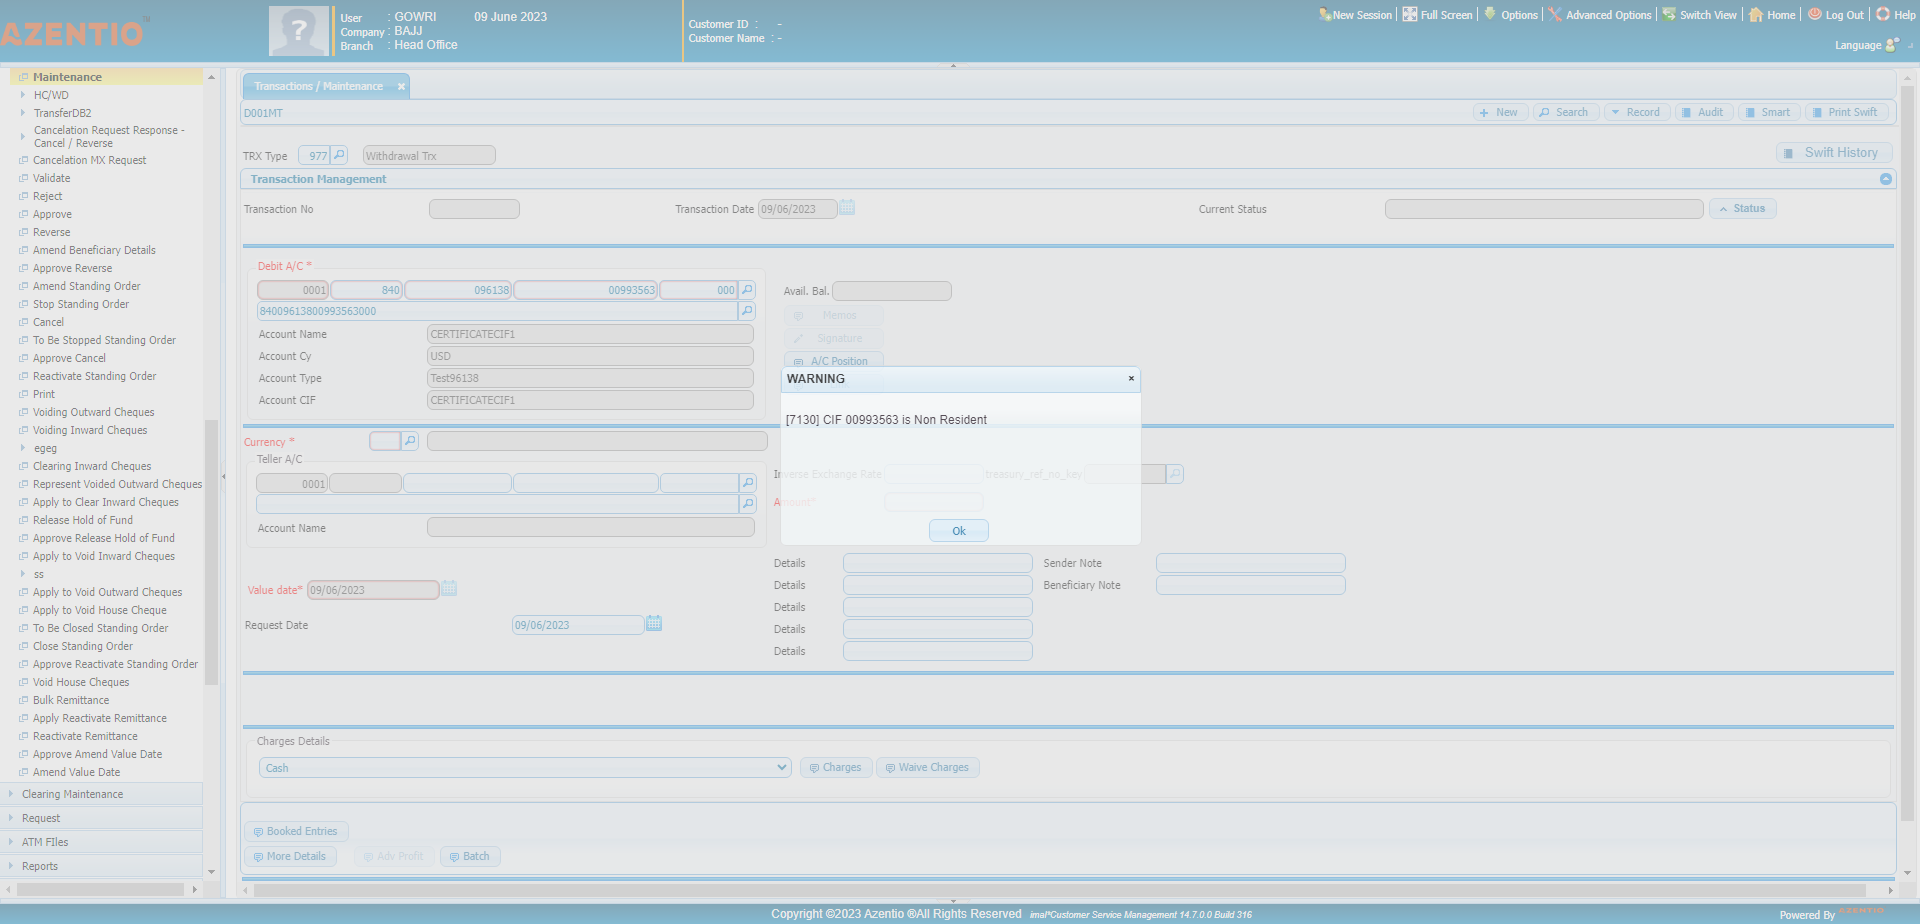 AZENTIO™
User : GOWRI 09 June 2023
Company : BAJJ
Branch : Head Office
Customer ID : -
Customer Name : -
New Session Full Screen Options Advanced Options Switch View Home Log Out Help
Language
Maintenance
HC/WD
TransferDB2
Cancelation Request Response -
Cancel / Reverse
Cancelation MX Request
Validate
Reject
Approve
Reverse
Amend Beneficiary Details
Approve Reverse
Amend Standing Order
Stop Standing Order
Cancel
To Be Stopped Standing Order
Approve Cancel
Reactivate Standing Order
Print
Voiding Outward Cheques
Voiding Inward Cheques
egeg
Clearing Inward Cheques
Represent Voided Outward Cheques
Apply to Clear Inward Cheques
Release Hold of Fund
Approve Release Hold of Fund
Apply to Void Inward Cheques
ss
Apply to Void Outward Cheques
Apply to Void House Cheque
To Be Closed Standing Order
Close Standing Order
Approve Reactivate Standing Order
Void House Cheques
Bulk Remittance
Apply Reactivate Remittance
Reactivate Remittance
Approve Amend Value Date
Amend Value Date
Clearing Maintenance
Request
ATM FIles
Reports
Transactions / Maintenance
D001MT
New Search Record Audit Smart Print Swift
TRX Type 977 Withdrawal Trx
Swift History
Transaction Management
Transaction No Transaction Date 09/06/2023 Current Status Status
Debit A/C *
0001 840 096138 00993563 000
84009613800993563000
Account Name CERTIFICATECIF1
Account Cy USD
Account Type Test96138
Account CIF CERTIFICATECIF1
Avail. Bal.
Memos
Signature
A/C Position
WARNING
[7130] CIF 00993563 is Non Resident
Ok
Currency *
Teller A/C
0001
Account Name
Inverse Exchange Rate treasury_ref_no_key
Amount*
Value date* 09/06/2023
Request Date 09/06/2023
Details Sender Note
Details Beneficiary Note
Details
Details
Details
Charges Details
Cash Charges Waive Charges
Booked Entries
More Details Adv Profit Batch
Copyright ©2023 Azentio ®All Rights Reserved imal*Customer Service Management 14.7.0.0 Build 316
Powered By AZENTIO